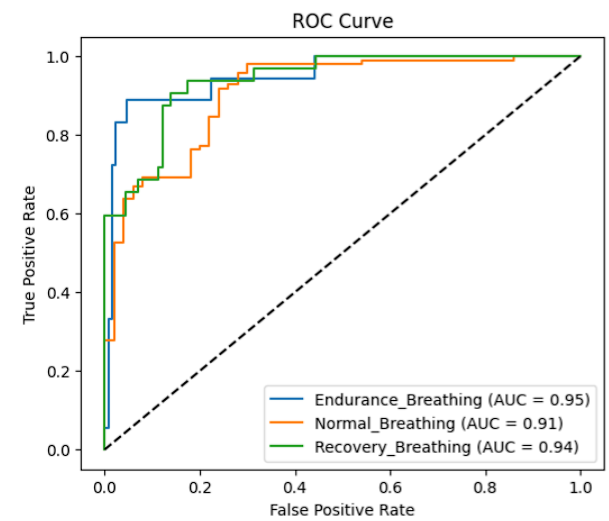 ROC Curve
True Positive Rate
1.0
0.8
0.6
0.4
0.2
0.0
Endurance_Breathing (AUC = 0.95)
Normal_Breathing (AUC = 0.91)
Recovery_Breathing (AUC = 0.94)
0.0 0.2 0.4 0.6 0.8 1.0
False Positive Rate